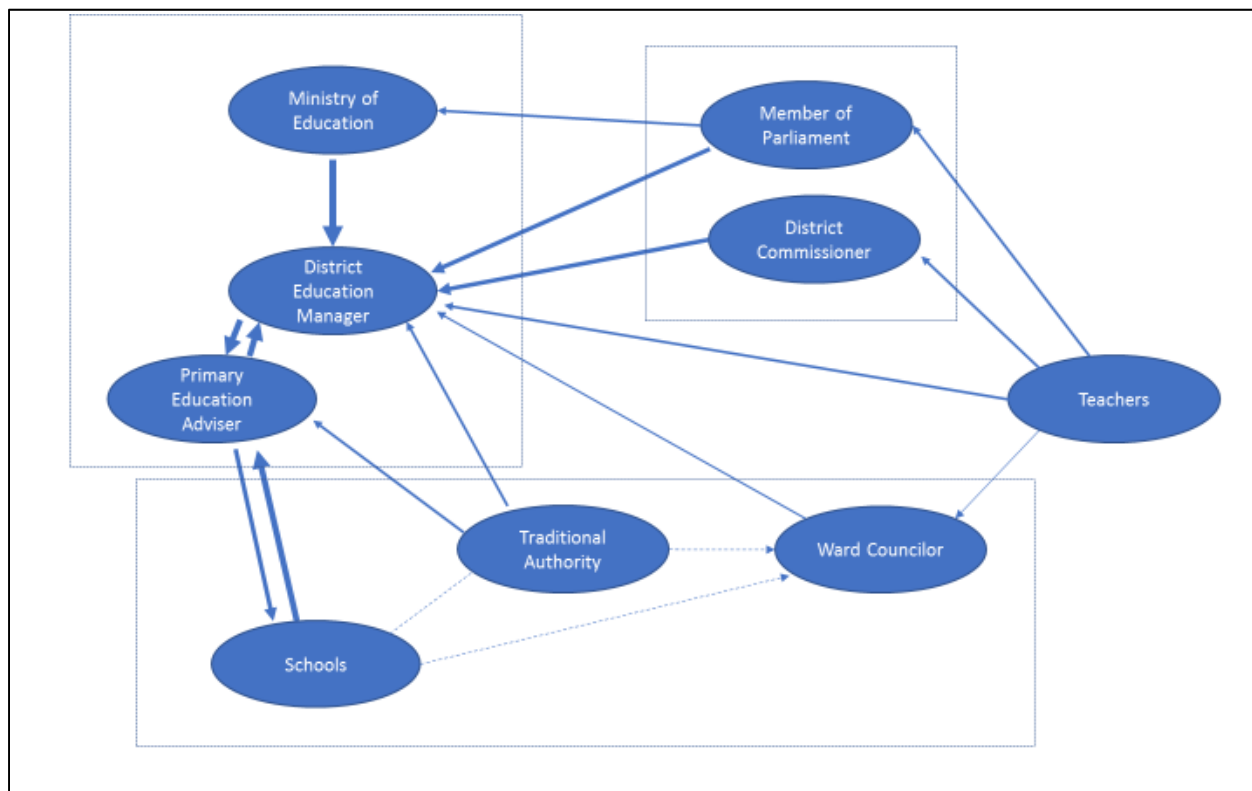 Ministry of
Education
Member of
Parliament
District
Commissioner
District
Education
Manager
Primary
Education
Adviser
Teachers
Traditional
Authority
Ward Councilor
Schools